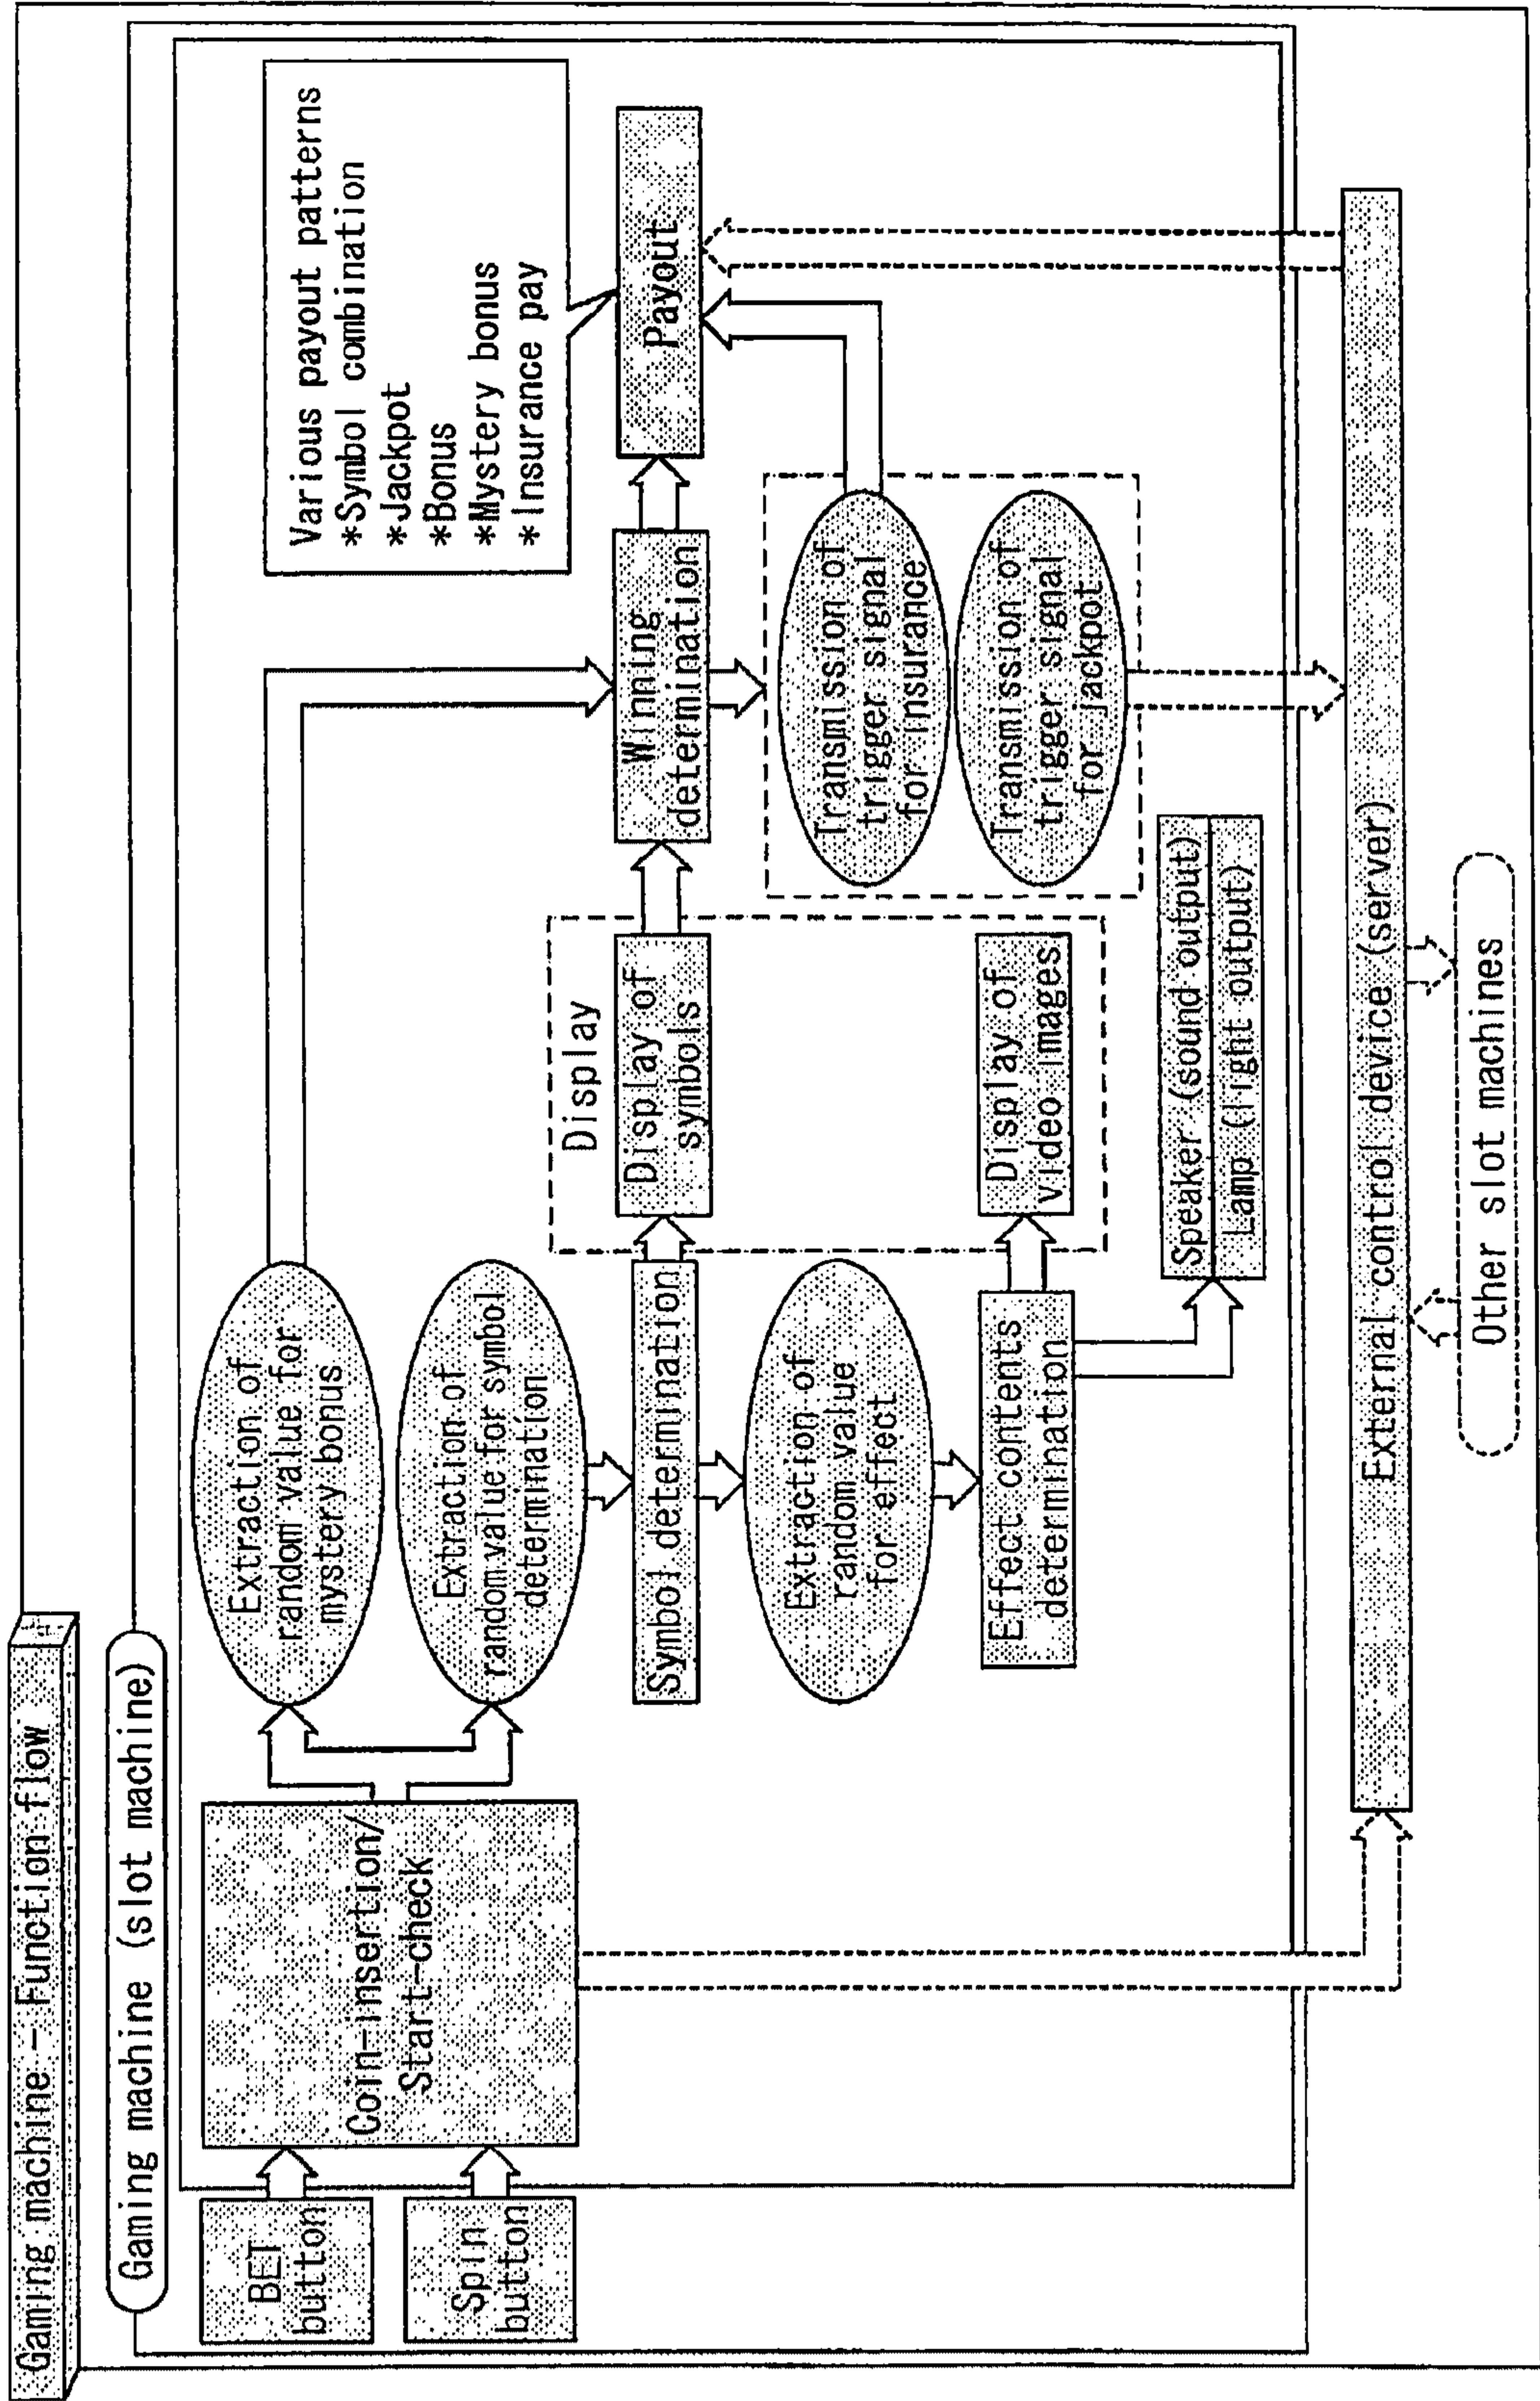 Gaming machine - Function flow
Gaming machine (slot machine)
BET
button
Spin
button
Coin-insertion/
Start-check
Extraction of
random value for
mystery bonus
Extraction of
random value for symbol
determination
Symbol determination
Extraction of
random value
for effect
Effect contents
determination
Display
Display of
symbols
Display of
video images
Speaker (sound output)
Lamp (light output)
Winning
determination
Transmission of
trigger signal
for insurance
Transmission of
trigger signal
for jackpot
Various payout patterns
*Symbol combination
*Jackpot
*Bonus
*Mystery bonus
*Insurance pay
Payout
External control device (server)
Other slot machines